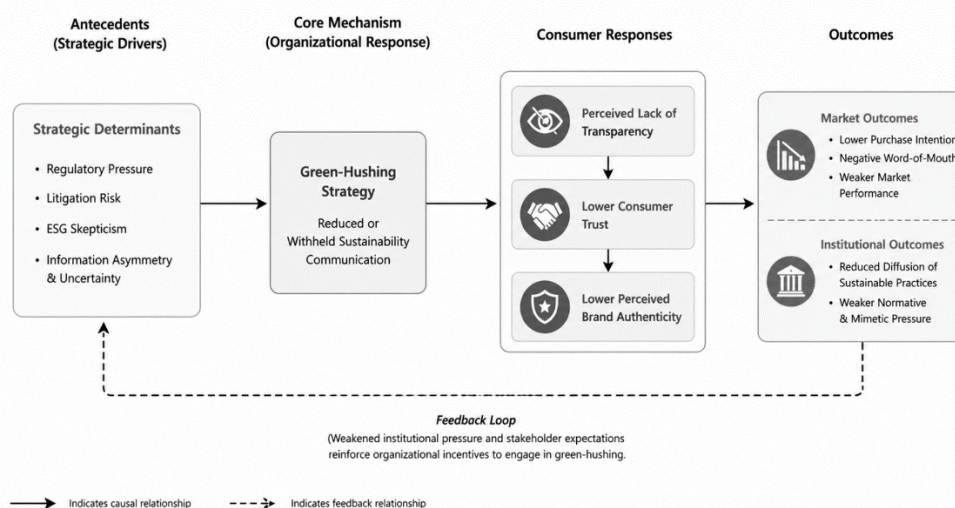 Antecedents
(Strategic Drivers)
Core Mechanism
(Organizational Response)
Consumer Responses
Outcomes
Strategic Determinants
• Regulatory Pressure
• Litigation Risk
• ESG Skepticism
• Information Asymmetry
& Uncertainty
Green-Hushing
Strategy
Reduced or
Withheld Sustainability
Communication
Perceived Lack of
Transparency
Lower Consumer
Trust
Lower Perceived
Brand Authenticity
Market Outcomes
• Lower Purchase Intention
• Negative Word-of-Mouth
• Weaker Market
Performance
Institutional Outcomes
• Reduced Diffusion of
Sustainable Practices
• Weaker Normative
& Mimetic Pressure
Feedback Loop
(Weakened institutional pressure and stakeholder expectations
reinforce organizational incentives to engage in green-hushing.
Indicates causal relationship
Indicates feedback relationship